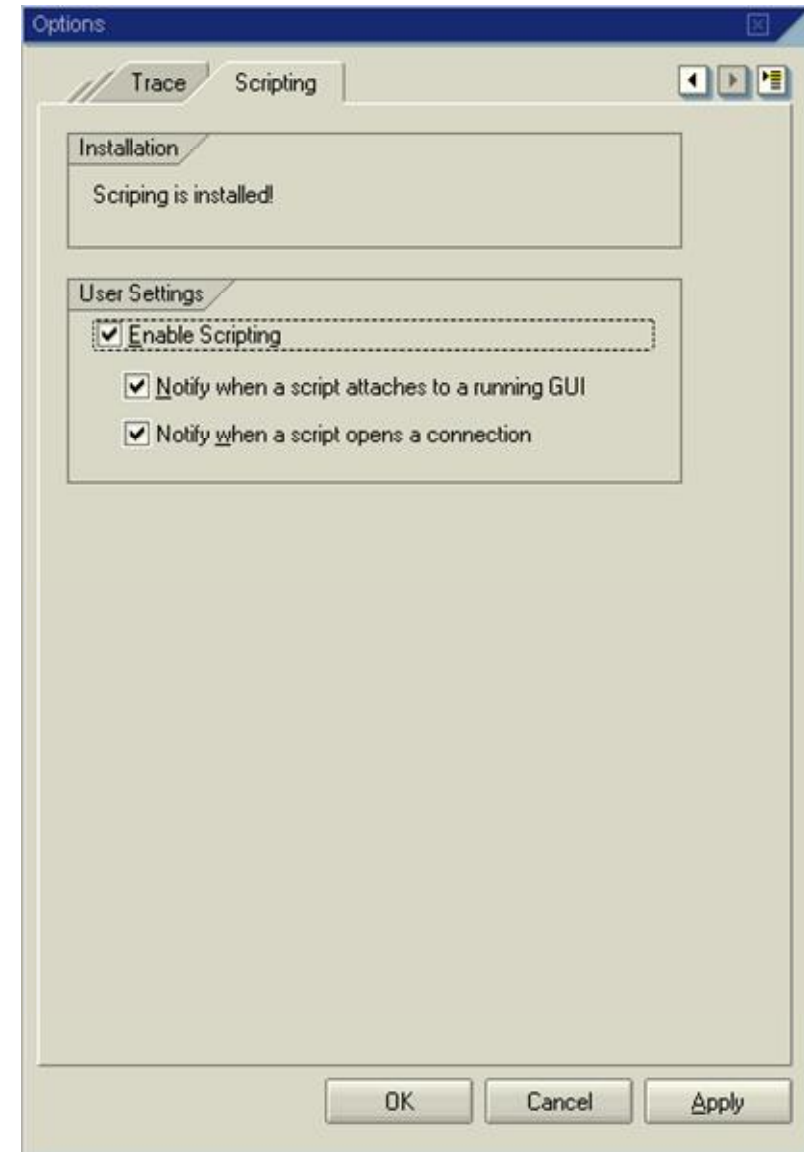 Options
Trace
Scripting
Installation
Scriping is installed!
User Settings
Enable Scripting
Notify when a script attaches to a running GUI
Notify when a script opens a connection
OK
Cancel
Apply